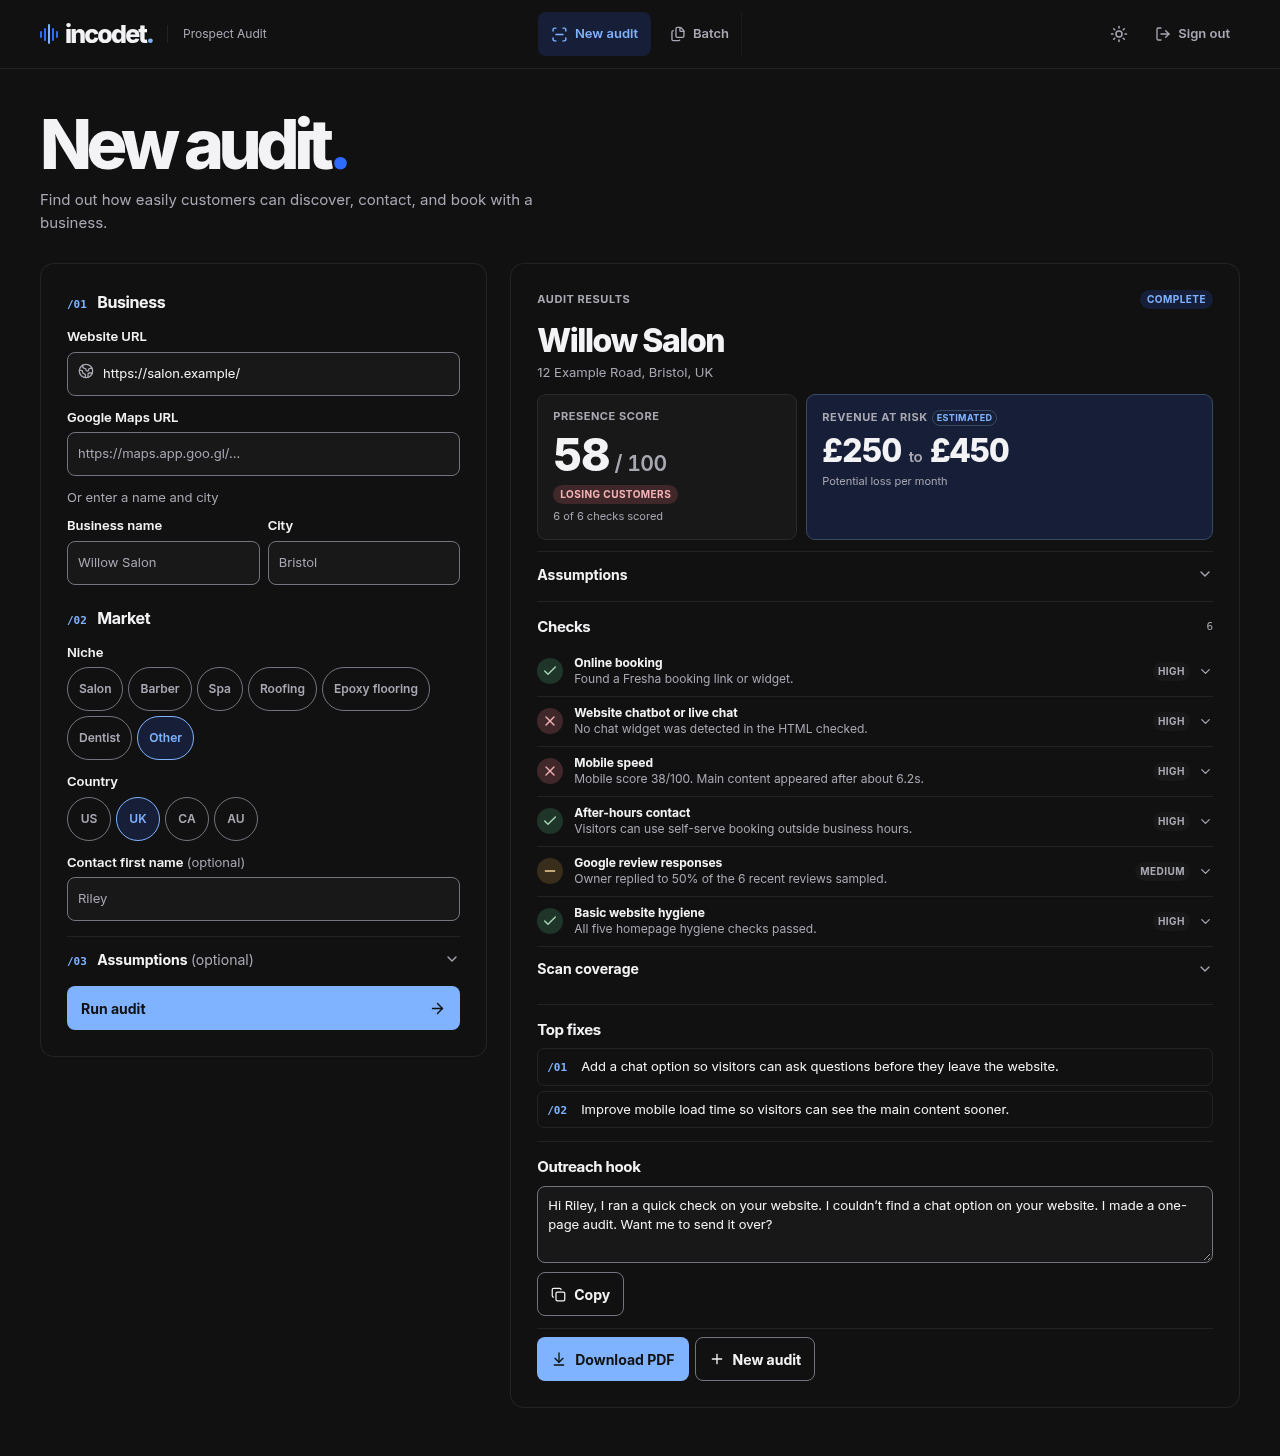 incodet.
Prospect Audit
New audit
Batch
Sign out
New audit.
Find out how easily customers can discover, contact, and book with a
business.
/01 Business
Website URL
https://salon.example/
Google Maps URL
https://maps.app.goo.gl/...
Or enter a name and city
Business name
City
Willow Salon
Bristol
/02 Market
Niche
Salon
Barber
Spa
Roofing
Epoxy flooring
Dentist
Other
Country
US
UK
CA
AU
Contact first name (optional)
Riley
/03 Assumptions (optional)
Run audit
AUDIT RESULTS
COMPLETE
Willow Salon
12 Example Road, Bristol, UK
PRESENCE SCORE
58 / 100
LOSING CUSTOMERS
6 of 6 checks scored
REVENUE AT RISK ESTIMATED
£250 to £450
Potential loss per month
Assumptions
Checks
6
Online booking
Found a Fresha booking link or widget.
HIGH
Website chatbot or live chat
No chat widget was detected in the HTML checked.
HIGH
Mobile speed
Mobile score 38/100. Main content appeared after about 6.2s.
HIGH
After-hours contact
Visitors can use self-serve booking outside business hours.
HIGH
Google review responses
Owner replied to 50% of the 6 recent reviews sampled.
MEDIUM
Basic website hygiene
All five homepage hygiene checks passed.
HIGH
Scan coverage
Top fixes
/01 Add a chat option so visitors can ask questions before they leave the website.
/02 Improve mobile load time so visitors can see the main content sooner.
Outreach hook
Hi Riley, I ran a quick check on your website. I couldn’t find a chat option on your website. I made a one-
page audit. Want me to send it over?
Copy
Download PDF
New audit